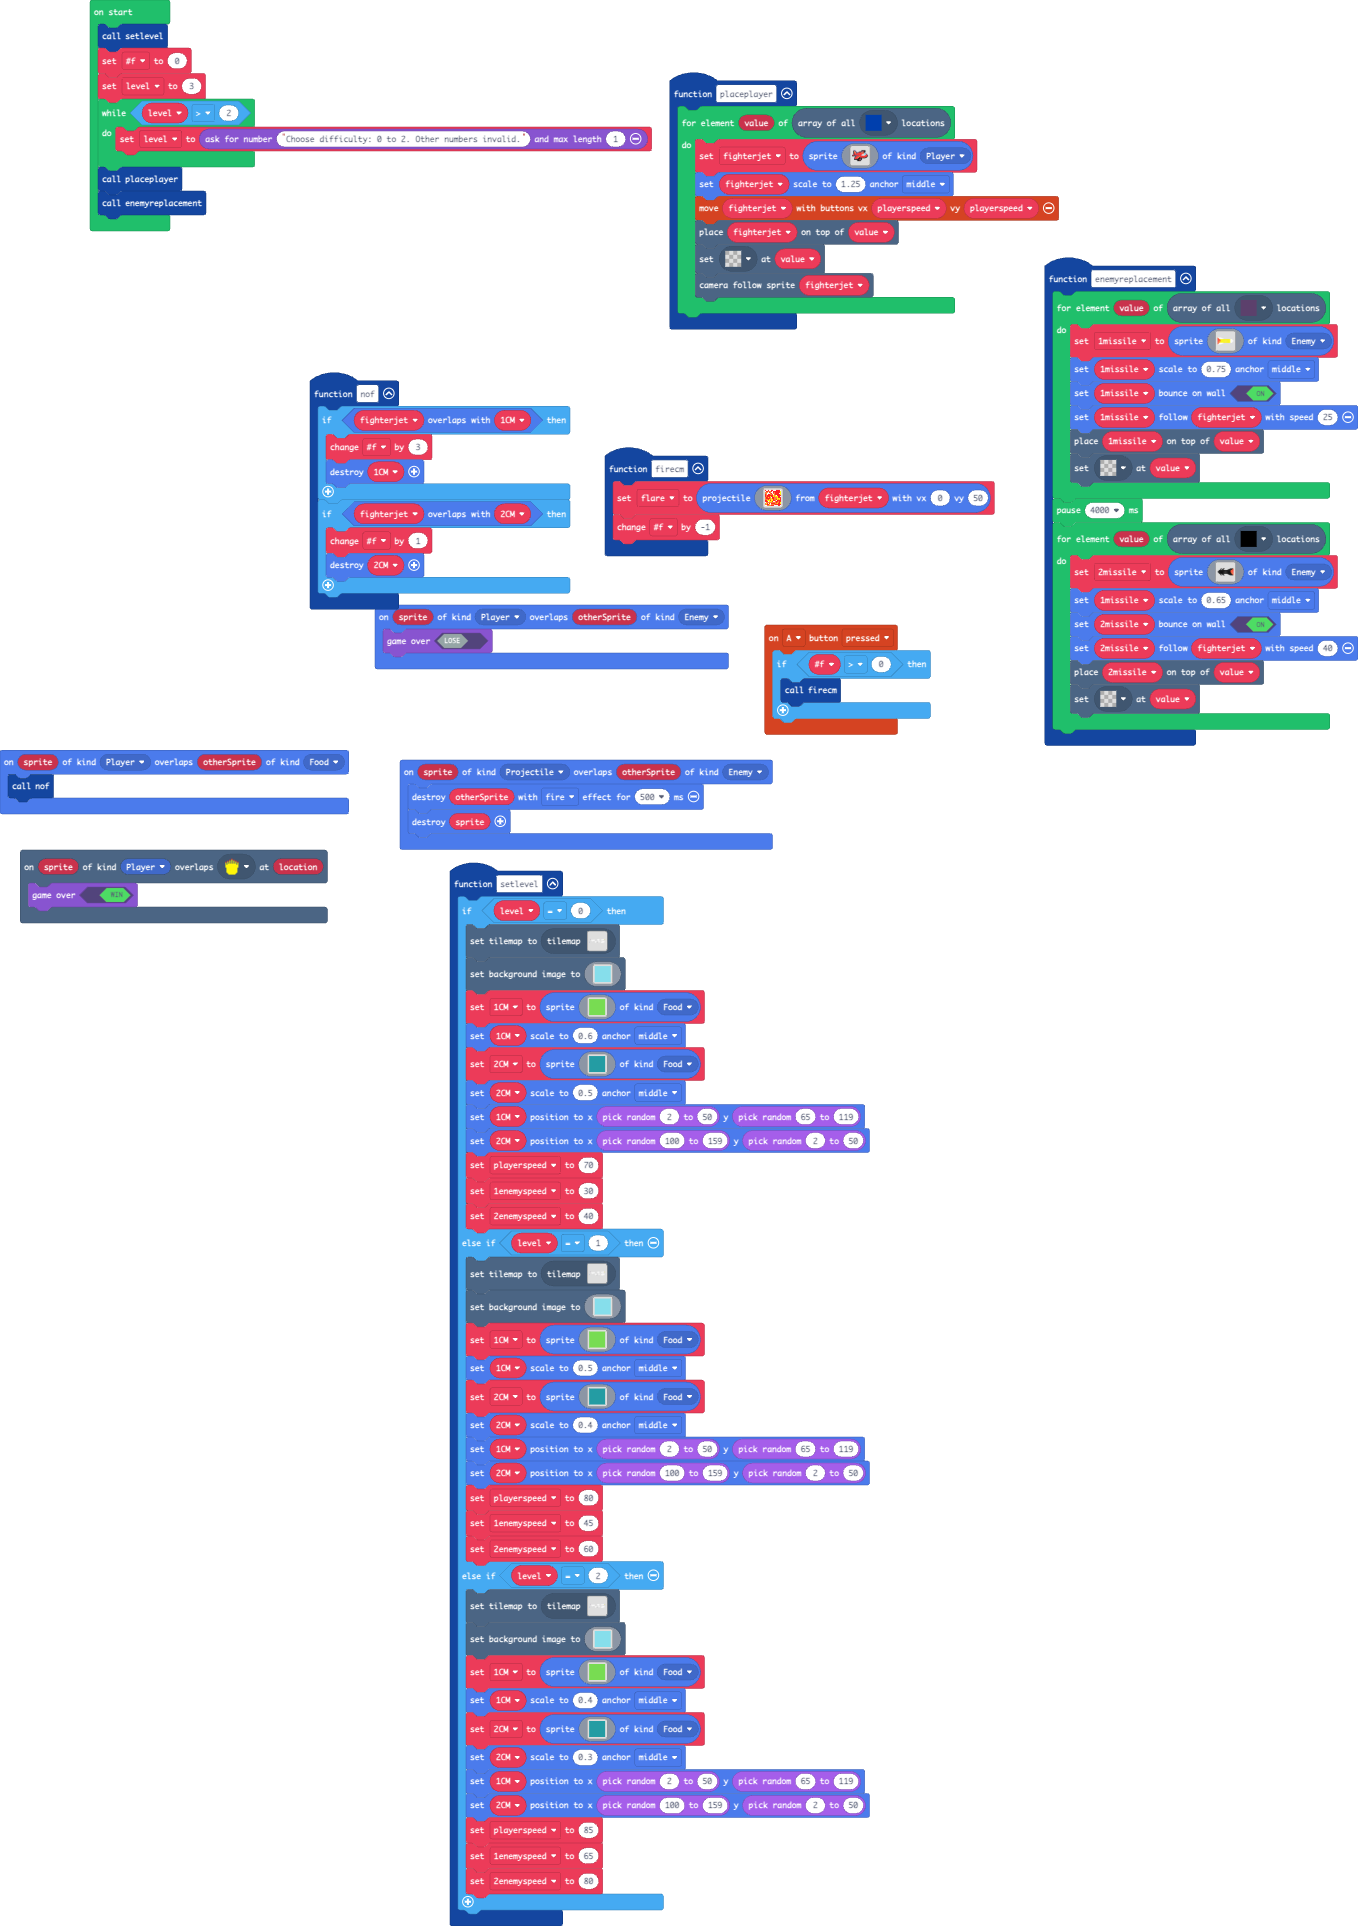 on start
call setlevel
set #f to 0
set level to 3
while level > 2
do set level to ask for number "Choose difficulty: 0 to 2. Other numbers invalid." and max length 1
call placeplayer
call enemyreplacement
function placeplayer
for element value of array of all locations
do
set fighterjet to sprite of kind Player
set fighterjet scale to 1.25 anchor middle
move fighterjet with buttons vx playerspeed vy playerspeed
place fighterjet on top of value
set at value
camera follow sprite fighterjet
function enemyreplacement
for element value of array of all locations
do
set 1missile to sprite of kind Enemy
set 1missile scale to 0.75 anchor middle
set 1missile bounce on wall ON
set 1missile follow fighterjet with speed 25
place 1missile on top of value
set at value
pause 4000 ms
for element value of array of all locations
do
set 2missile to sprite of kind Enemy
set 1missile scale to 0.65 anchor middle
set 2missile bounce on wall ON
set 2missile follow fighterjet with speed 40
place 2missile on top of value
set at value
function nof
if fighterjet overlaps with 1CM then
change #f by 3
destroy 1CM
if fighterjet overlaps with 2CM then
change #f by 1
destroy 2CM
function firecm
set flare to projectile from fighterjet with vx 0 vy 50
change #f by -1
on sprite of kind Player overlaps otherSprite of kind Enemy
game over LOSE
on A button pressed
if #f > 0 then
call firecm
on sprite of kind Player overlaps otherSprite of kind Food
call nof
on sprite of kind Projectile overlaps otherSprite of kind Enemy
destroy otherSprite with fire effect for 500 ms
destroy sprite
on sprite of kind Player overlaps at location
game over WIN
function setlevel
if level = 0 then
set tilemap to tilemap
set background image to
set 1CM to sprite of kind Food
set 1CM scale to 0.6 anchor middle
set 2CM to sprite of kind Food
set 2CM scale to 0.5 anchor middle
set 1CM position to x pick random 2 to 50 y pick random 65 to 119
set 2CM position to x pick random 100 to 159 y pick random 2 to 50
set playerspeed to 70
set 1enemyspeed to 30
set 2enemyspeed to 40
else if level = 1 then
set tilemap to tilemap
set background image to
set 1CM to sprite of kind Food
set 1CM scale to 0.5 anchor middle
set 2CM to sprite of kind Food
set 2CM scale to 0.4 anchor middle
set 1CM position to x pick random 2 to 50 y pick random 65 to 119
set 2CM position to x pick random 100 to 159 y pick random 2 to 50
set playerspeed to 80
set 1enemyspeed to 45
set 2enemyspeed to 60
else if level = 2 then
set tilemap to tilemap
set background image to
set 1CM to sprite of kind Food
set 1CM scale to 0.4 anchor middle
set 2CM to sprite of kind Food
set 2CM scale to 0.3 anchor middle
set 1CM position to x pick random 2 to 50 y pick random 65 to 119
set 2CM position to x pick random 100 to 159 y pick random 2 to 50
set playerspeed to 85
set 1enemyspeed to 65
set 2enemyspeed to 80